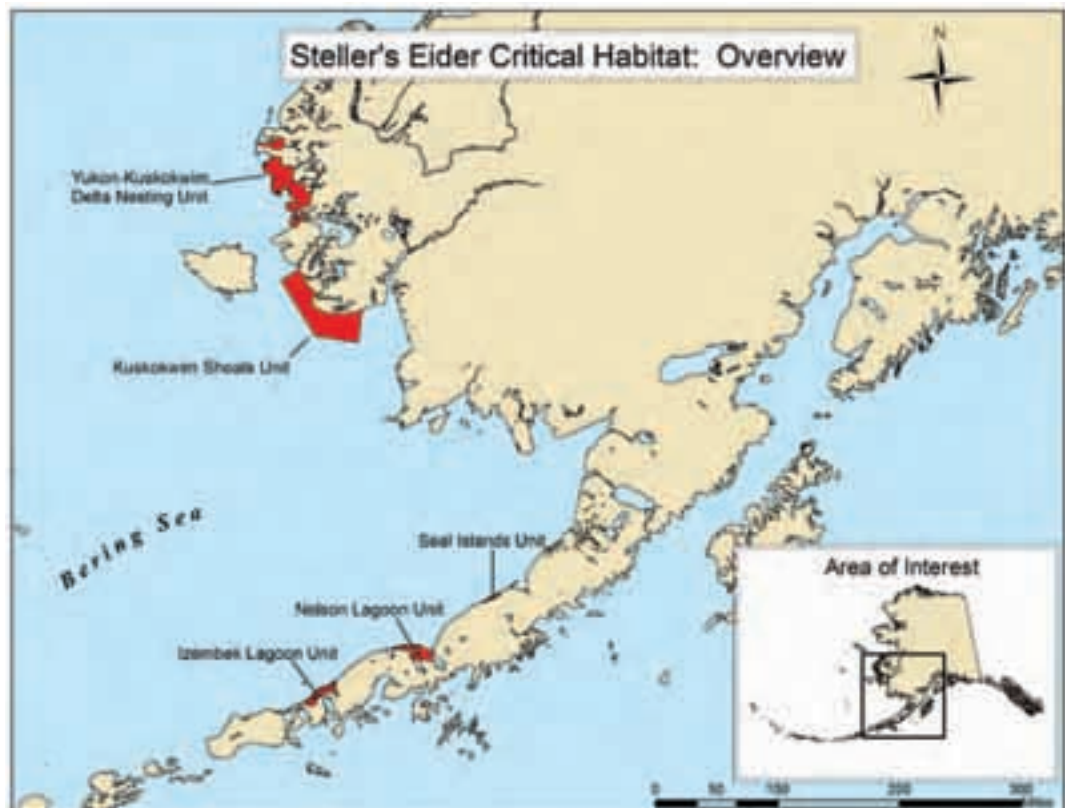 Steller's Eider Critical Habitat: Overview
N
Yukon-Kuskokwim
Delta Nesting Unit
Kuskokwim Shoals Unit
Bering Sea
Seal Islands Unit
Nelson Lagoon Unit
Izembek Lagoon Unit
Area of Interest
0 50 100 200 300